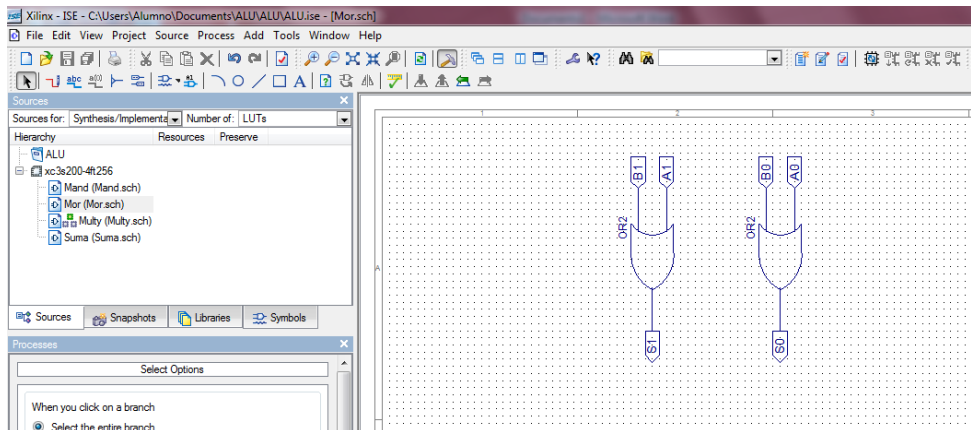 Xilinx - ISE - C:\Users\Alumno\Documents\ALU\ALU\ALU.ise - [Mor.sch]
File Edit View Project Source Process Add Tools Window Help
Sources
Sources for: Synthesis/Implementa Number of: LUTs
Hierarchy Resources Preserve
ALU
xc3s200-4ft256
Mand (Mand.sch)
Mor (Mor.sch)
Multy (Multy.sch)
Suma (Suma.sch)
Sources Snapshots Libraries Symbols
Processes
Select Options
When you click on a branch
Select the entire branch
1 2 3
A
B1 A1 B0 A0
OR2 OR2
S1 S0